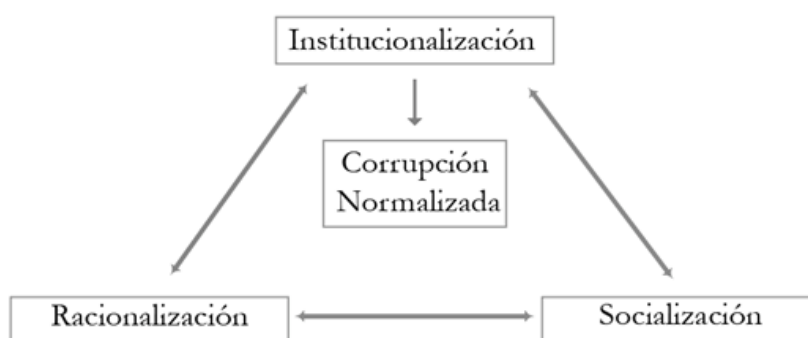 Institucionalización
Corrupción
Normalizada
Racionalización
Socialización